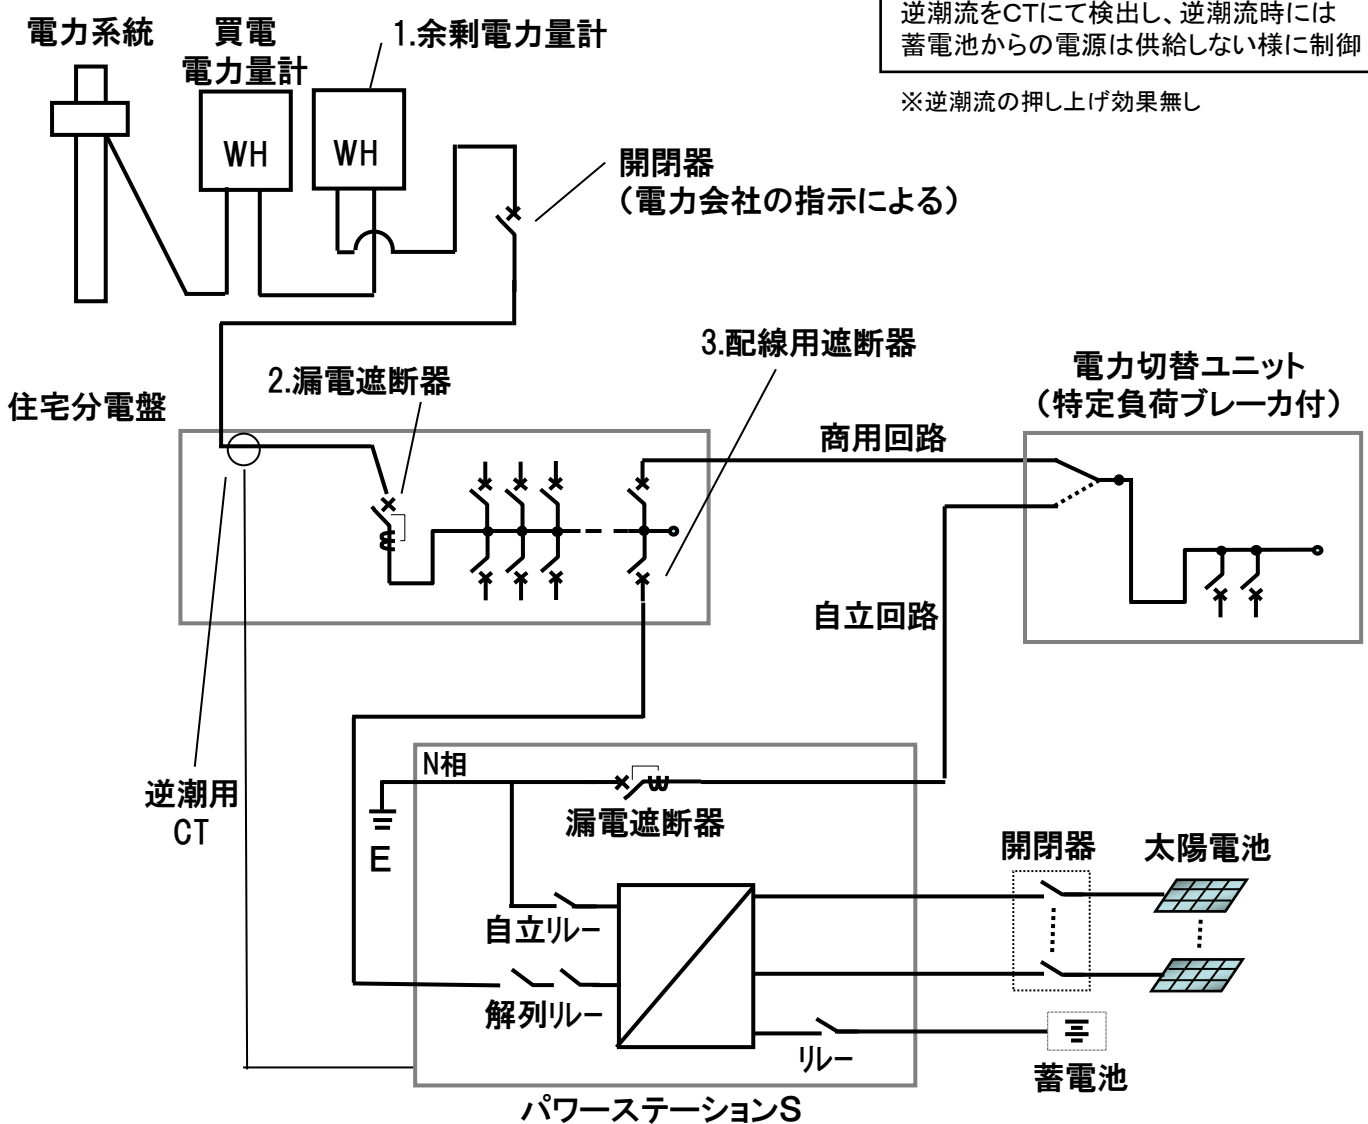 逆潮流をCTにて検出し、逆潮流時には
蓄電池からの電源は供給しない様に制御
※逆潮流の押し上げ効果無し
電力系統
買電
電力量計
1.余剰電力量計
WH
WH
開閉器
（電力会社の指示による）
3.配線用遮断器
2.漏電遮断器
住宅分電盤
電力切替ユニット
（特定負荷ブレーカ付）
商用回路
自立回路
逆潮用
CT
N相
漏電遮断器
E
開閉器
太陽電池
自立リレー
解列リレー
リレー
蓄電池
パワーステーションS